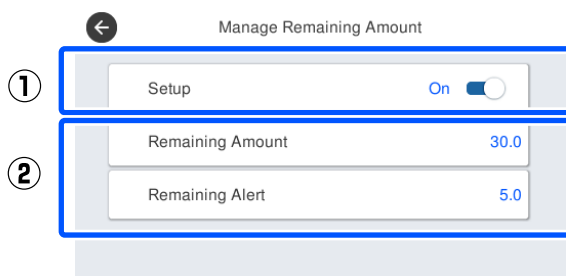 Manage Remaining Amount
① Setup On
Remaining Amount 30.0
② Remaining Alert 5.0